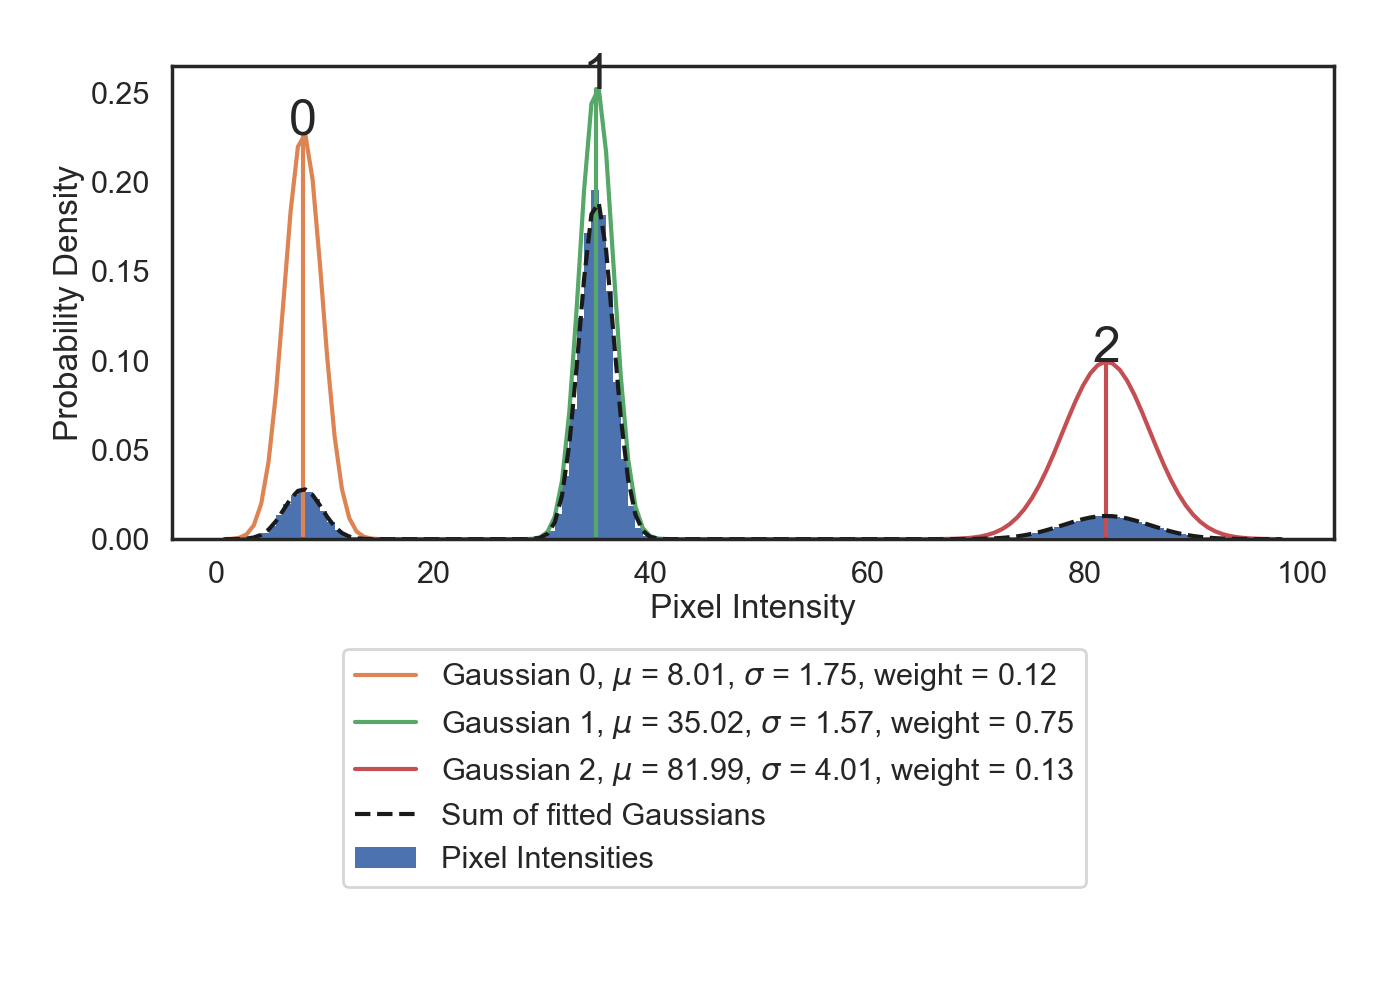 0
1
2
0.25
0.20
0.15
0.10
0.05
0.00
Probability Density
0 20 40 60 80 100
Pixel Intensity
Gaussian 0, μ = 8.01, σ = 1.75, weight = 0.12
Gaussian 1, μ = 35.02, σ = 1.57, weight = 0.75
Gaussian 2, μ = 81.99, σ = 4.01, weight = 0.13
Sum of fitted Gaussians
Pixel Intensities